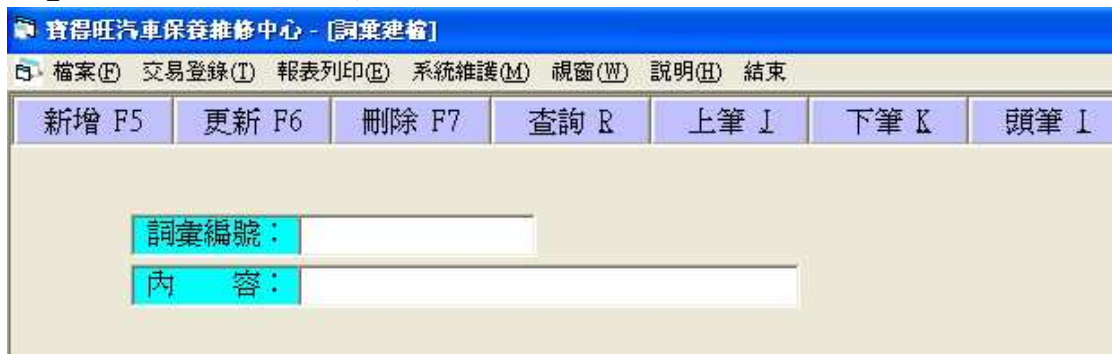 寶得旺汽車保養維修中心 - [詞彙建檔]
檔案(F) 交易登錄(T) 報表列印(E) 系統維護(M) 視窗(W) 說明(H) 結束
新增 F5 更新 F6 刪除 F7 查詢 R 上筆 J 下筆 K 頭筆 I
詞彙編號：
內 容：